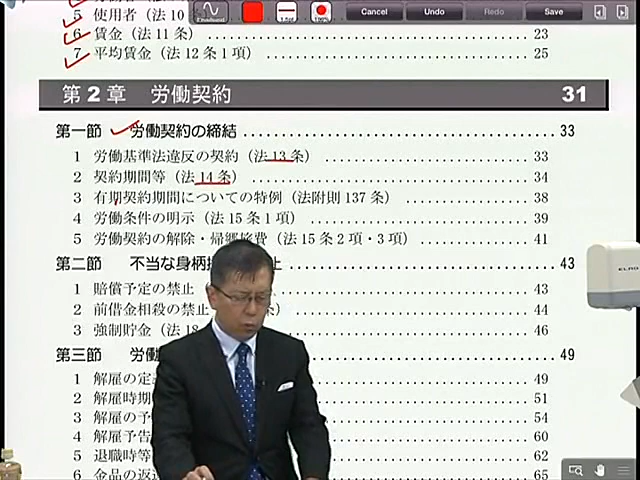 Cancel Undo Redo Save
5 使用者（法 10
6 賃金（法 11 条） 23
7 平均賃金（法 12 条 1 項） 25
第2章 労働契約 31
第一節 労働契約の締結 33
1 労働基準法違反の契約（法 13 条） 33
2 契約期間等（法 14 条） 34
3 有期契約期間についての特例（法附則 137 条） 38
4 労働条件の明示（法 15 条 1 項） 39
5 労働契約の解除・帰郷旅費（法 15 条 2 項・3 項） 41
第二節 不当な身柄 止 43
1 賠償予定の禁止 43
2 前借金相殺の禁止 44
3 強制貯金（法 18 46
第三節 労働 49
1 解雇の定 49
2 解雇時期 51
3 解雇の予 54
4 解雇予告 60
5 退職時等 62
6 金品の返 65